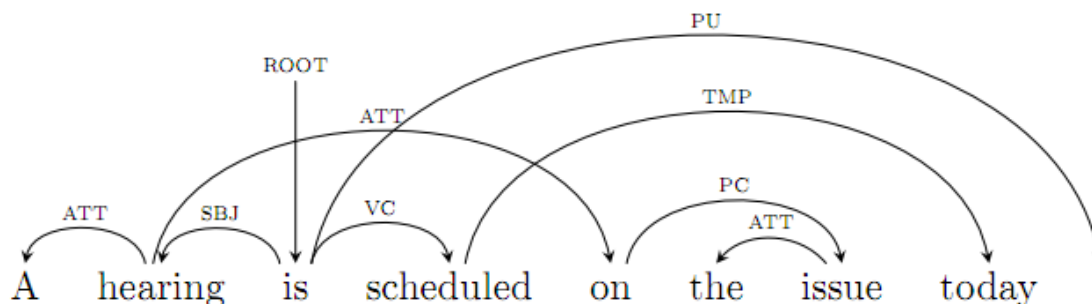 PU
ROOT
TMP
ATT
PC
ATT SBJ VC ATT
A hearing is scheduled on the issue today